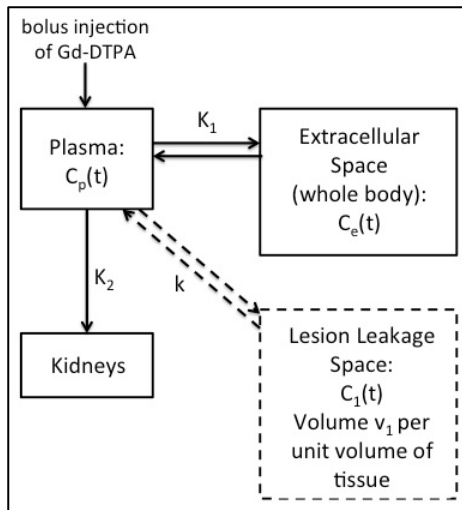 bolus injection
of Gd-DTPA
Plasma:
C_p(t)
K_1
Extracellular
Space
(whole body):
C_e(t)
K_2
k
Kidneys
Lesion Leakage
Space:
C_1(t)
Volume v_1 per
unit volume of
tissue